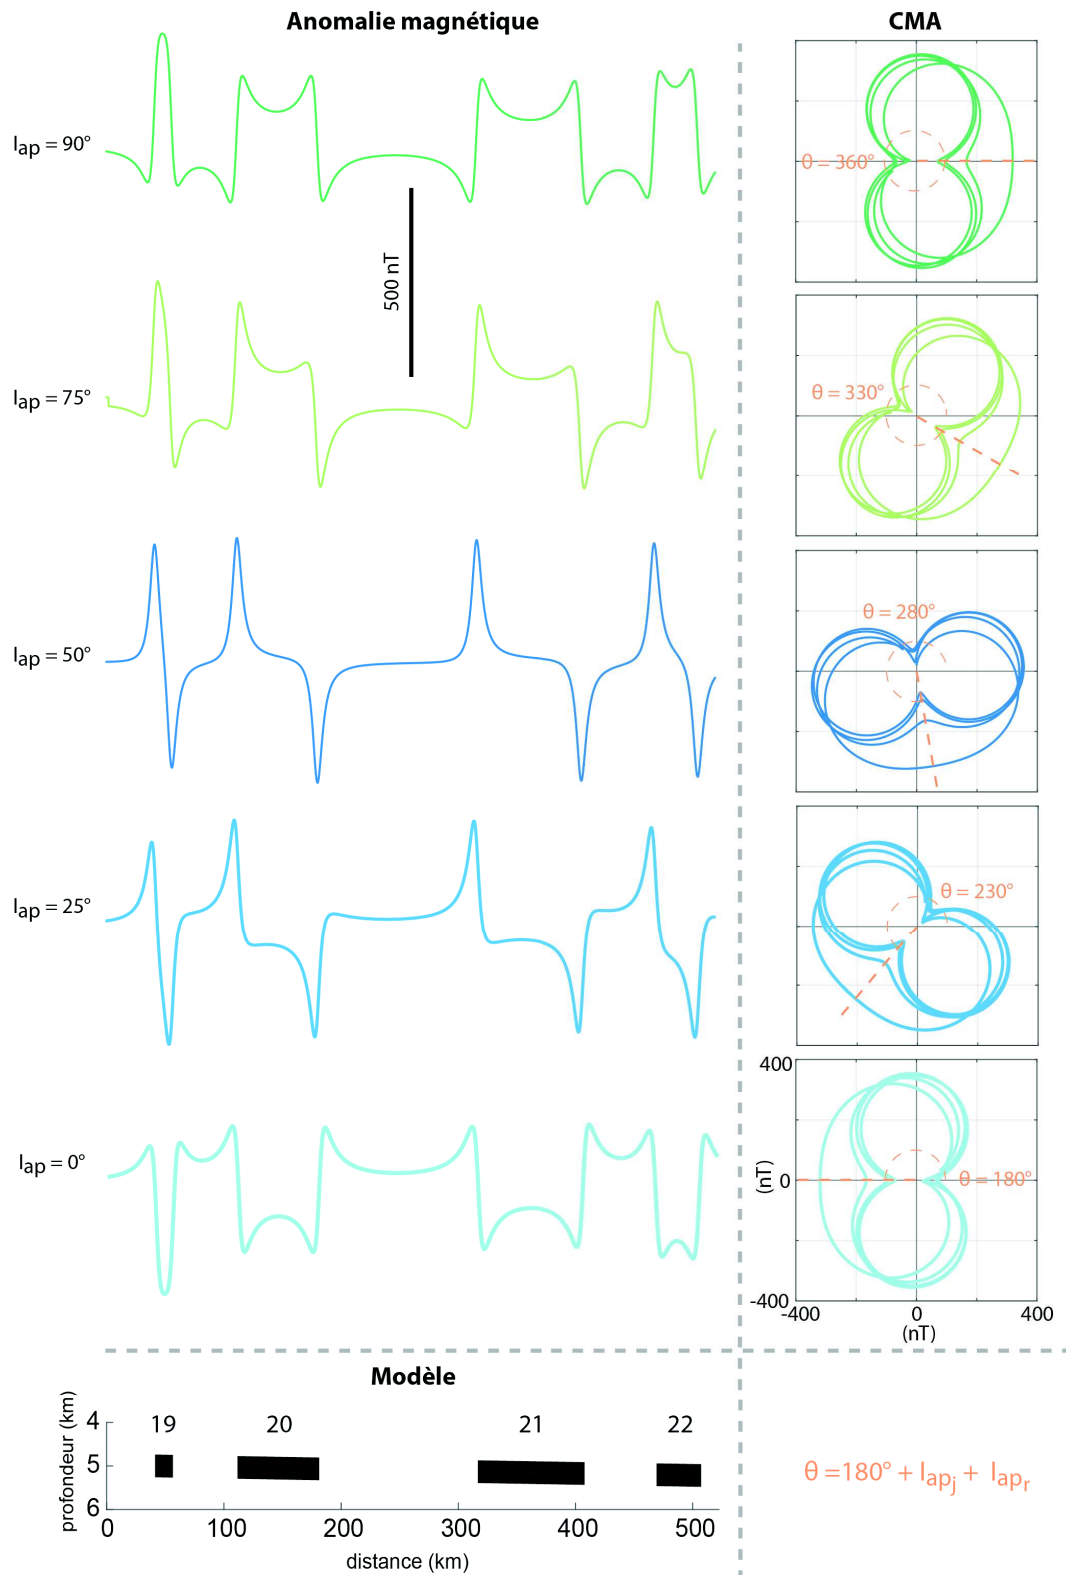 Anomalie magnétique
CMA
Iap = 90°
θ = 360°
500 nT
Iap = 75°
θ = 330°
Iap = 50°
θ = 280°
Iap = 25°
θ = 230°
Iap = 0°
θ = 180°
400
0
-400
(nT)
-400 0 400
(nT)
Modèle
profondeur (km)
4
5
6
19 20 21 22
0 100 200 300 400 500
distance (km)
θ =180° + Iapj + Iapr